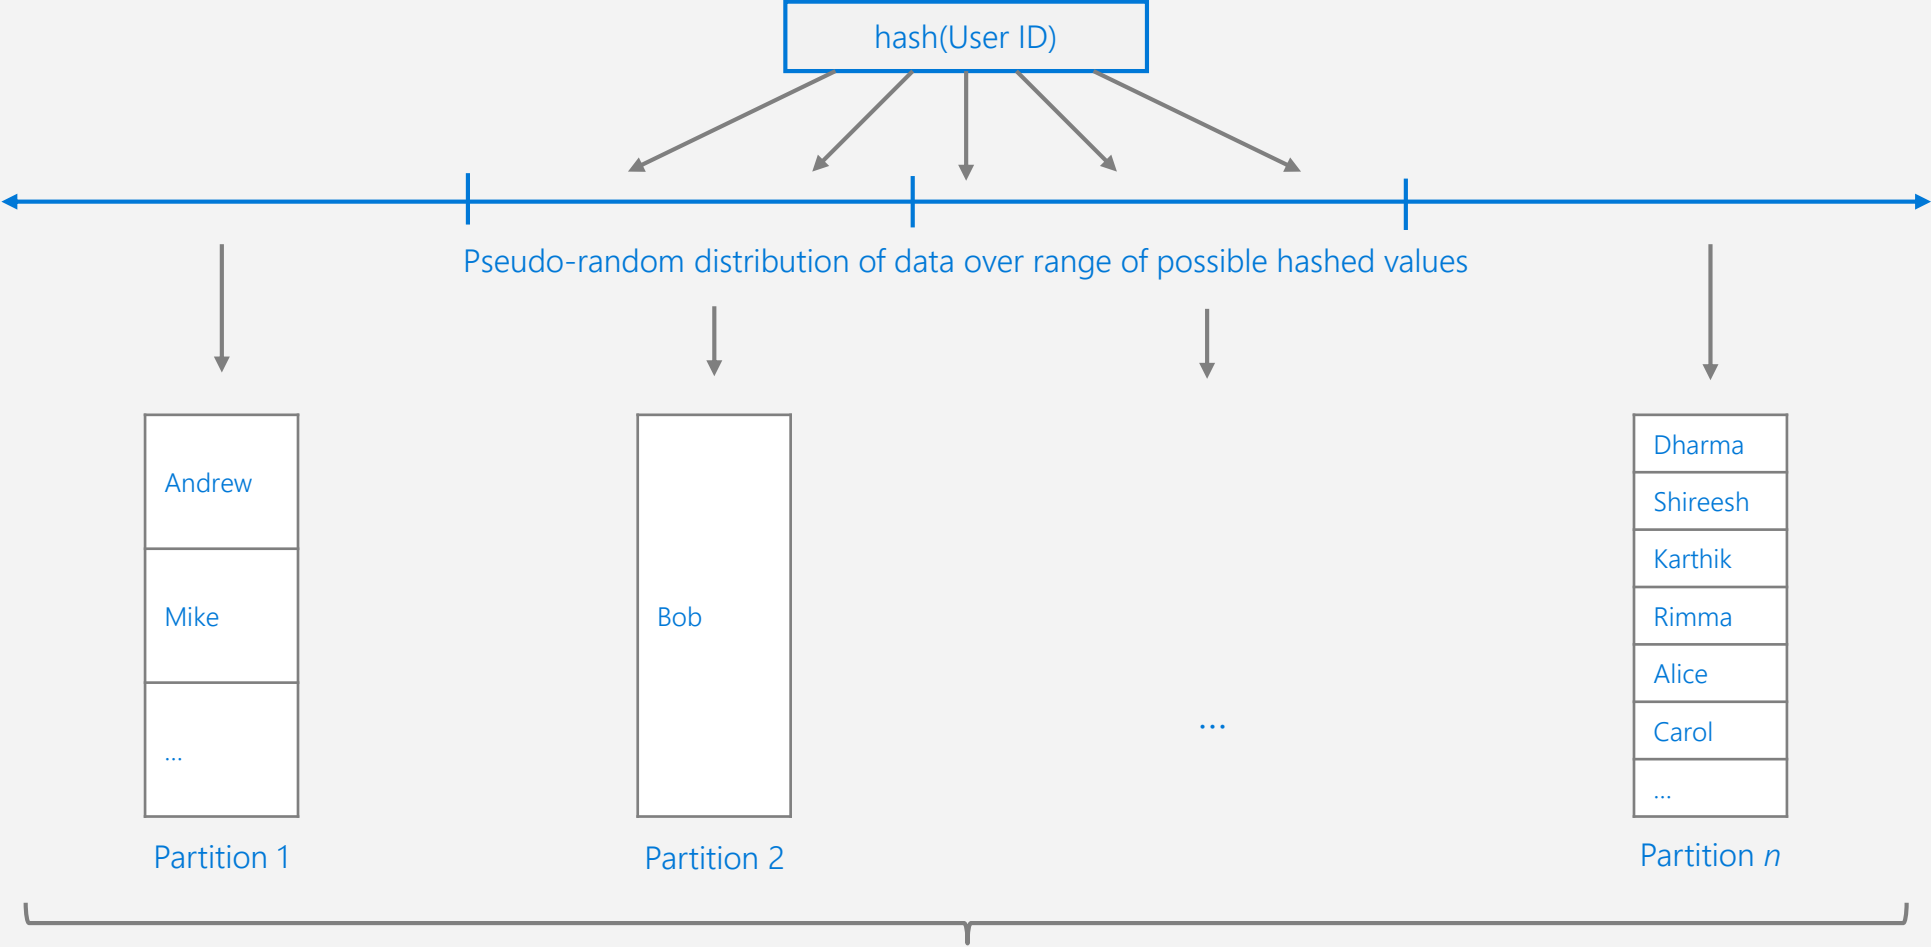 hash(User ID)
Pseudo-random distribution of data over range of possible hashed values
Andrew
Mike
...
Partition 1
Bob
Partition 2
...
Dharma
Shireesh
Karthik
Rimma
Alice
Carol
...
Partition n